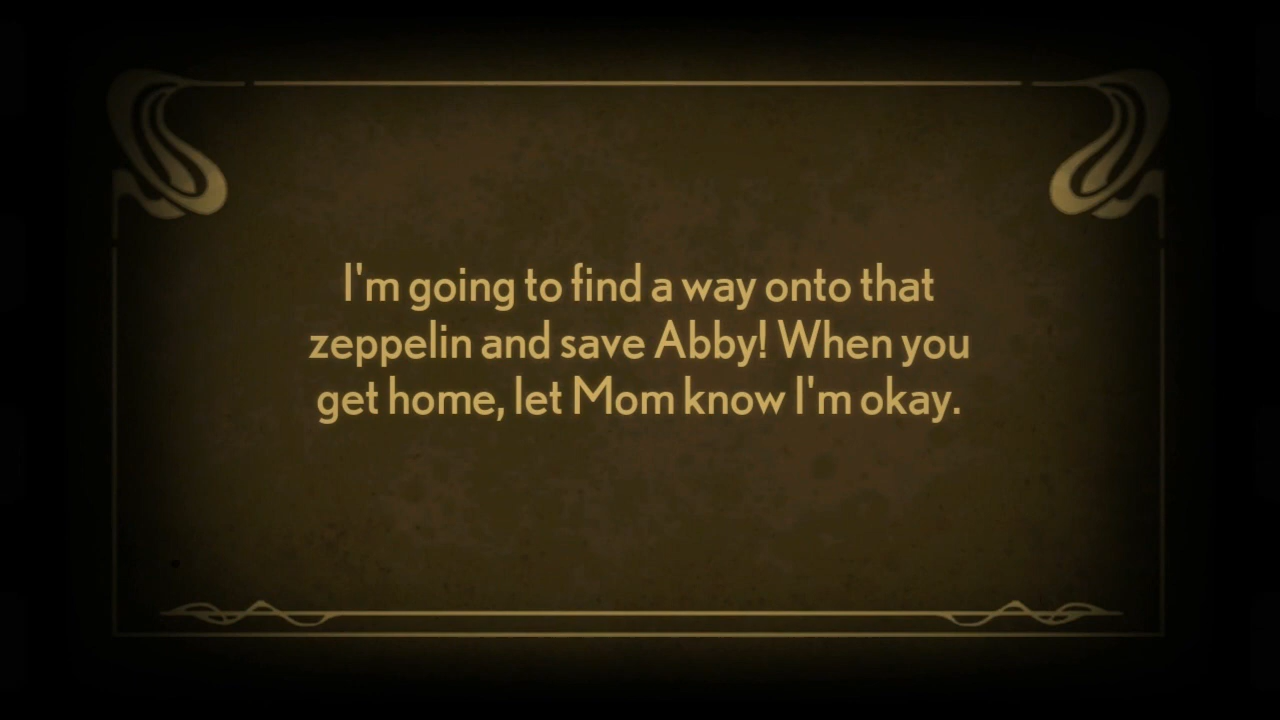 I'm going to find a way onto that
zeppelin and save Abby! When you
get home, let Mom know I'm okay.